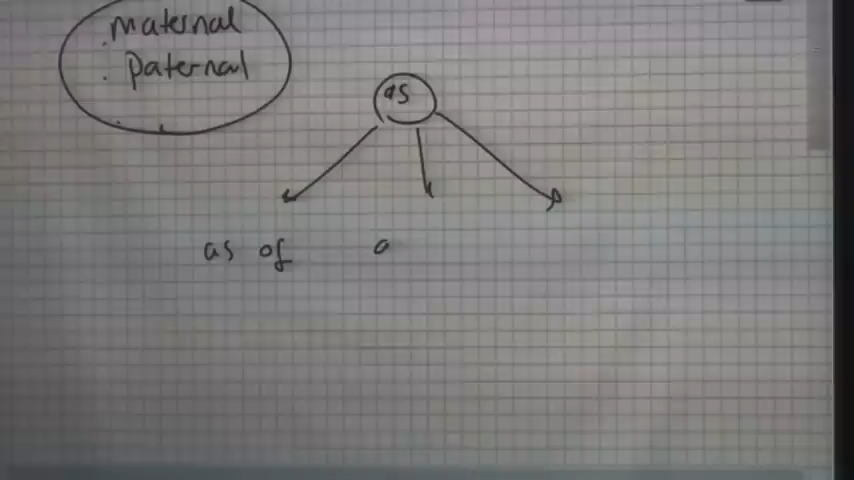 . maternal
. Paternal
as
as of a